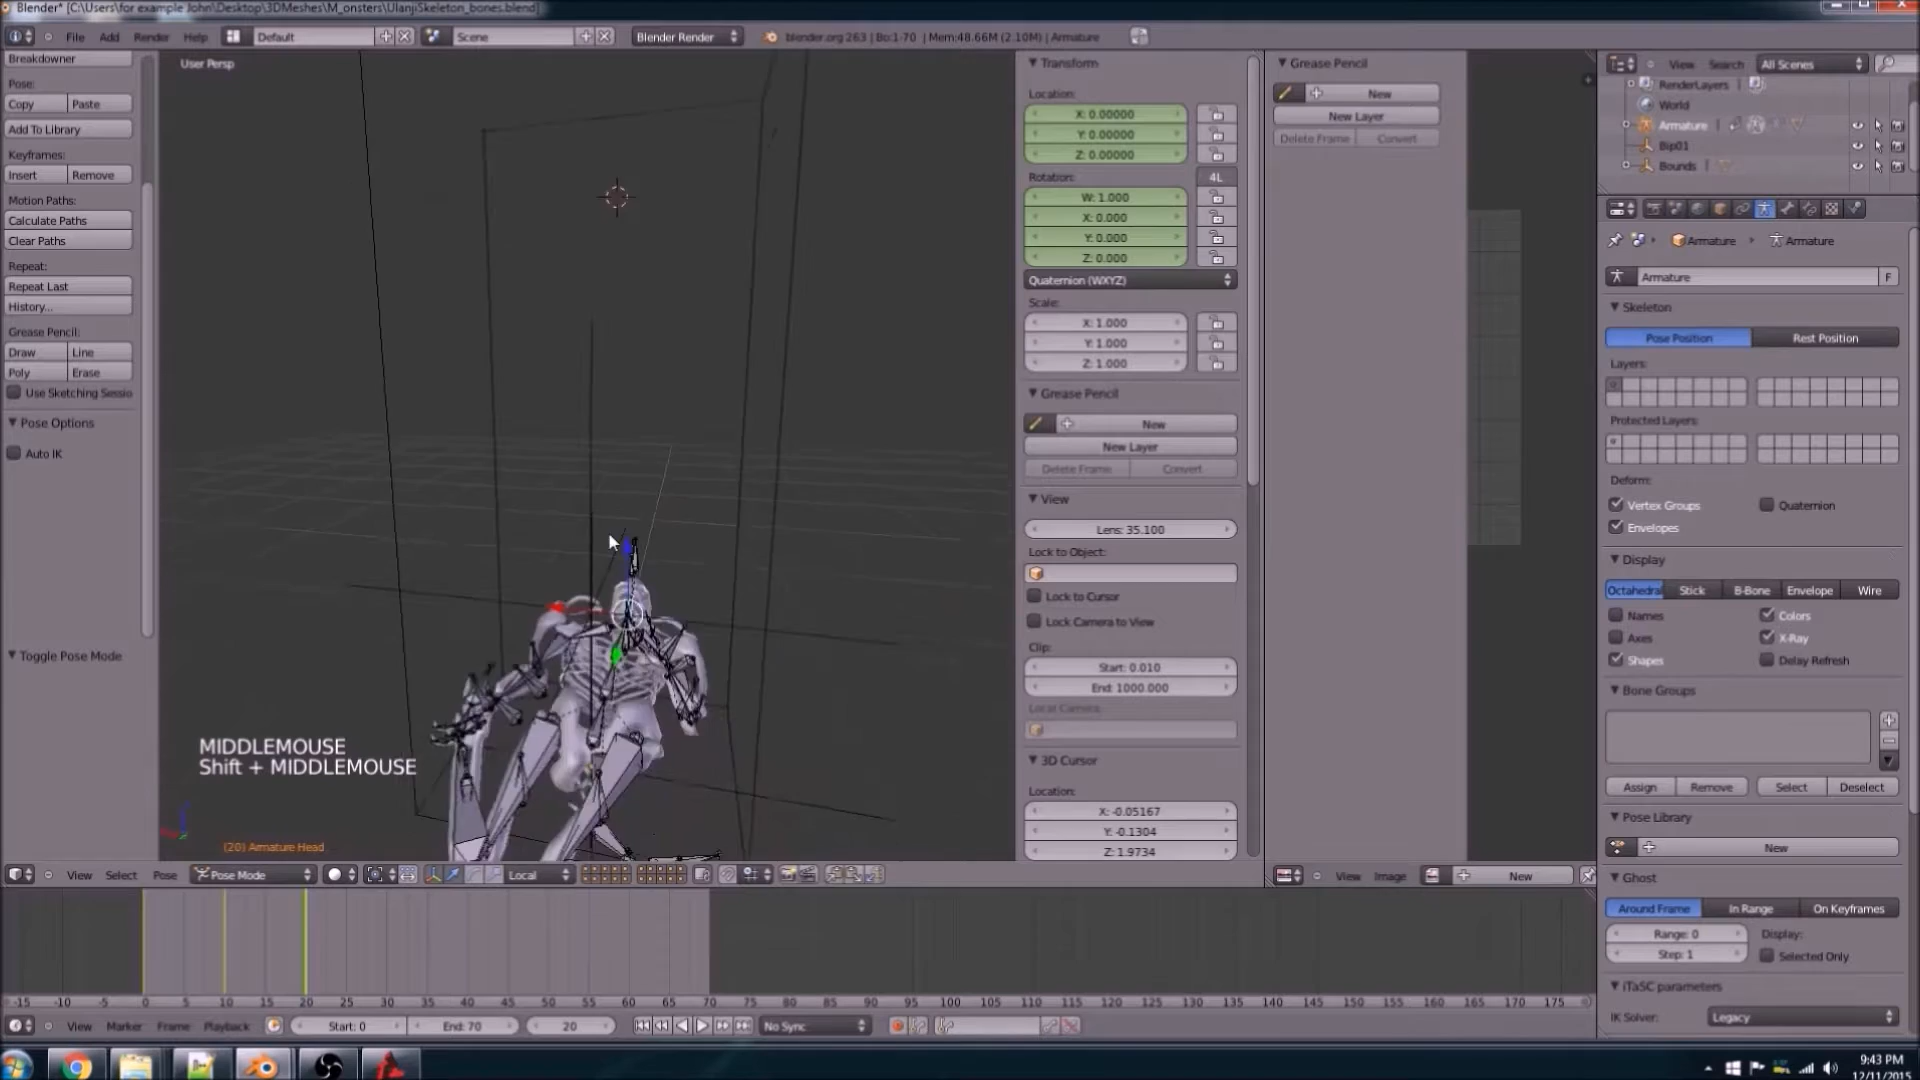 Blender* [C:\Users\for example John\Desktop\3DMeshes\M_onsters\UlanjiSkeleton_bones.blend]
File Add Render Help Default Scene Blender Render blender.org 263 | Bo:1-70 | Mem:48.66M (2.10M) | Armature
Breakdowner
Pose:
Copy Paste
Add To Library
Keyframes:
Insert Remove
Motion Paths:
Calculate Paths
Clear Paths
Repeat:
Repeat Last
History...
Grease Pencil:
Draw Line
Poly Erase
Use Sketching Sessio
Pose Options
Auto IK
Toggle Pose Mode
User Persp
MIDDLEMOUSE
Shift + MIDDLEMOUSE
(20) Armature Head
Transform
Location:
X: 0.00000
Y: 0.00000
Z: 0.00000
Rotation: 4L
W: 1.000
X: 0.000
Y: 0.000
Z: 0.000
Quaternion (WXYZ)
Scale:
X: 1.000
Y: 1.000
Z: 1.000
Grease Pencil
New
New Layer
Delete Frame Convert
View
Lens: 35.100
Lock to Object:
Lock to Cursor
Lock Camera to View
Clip:
Start: 0.010
End: 1000.000
Local Camera:
3D Cursor
Location:
X: -0.05167
Y: -0.1304
Z: 1.9734
Grease Pencil
New
New Layer
Delete Frame Convert
View Search All Scenes
RenderLayers
World
Armature
Bip01
Bounds
Armature Armature
Armature F
Skeleton
Pose Position Rest Position
Layers:
Protected Layers:
Deform:
Vertex Groups Quaternion
Envelopes
Display
Octahedral Stick B-Bone Envelope Wire
Names Colors
Axes X-Ray
Shapes Delay Refresh
Bone Groups
Assign Remove Select Deselect
Pose Library
New
Ghost
Around Frame In Range On Keyframes
Range: 0 Display:
Step: 1 Selected Only
iTaSC parameters
IK Solver: Legacy
View Select Pose Pose Mode Local
View Image New
-15 -10 -5 0 5 10 15 20 25 30 35 40 45 50 55 60 65 70 75 80 85 90 95 100 105 110 115 120 125 130 135 140 145 150 155 160 165 170 175
View Marker Frame Playback Start: 0 End: 70 20 No Sync
9:43 PM
12/11/2015